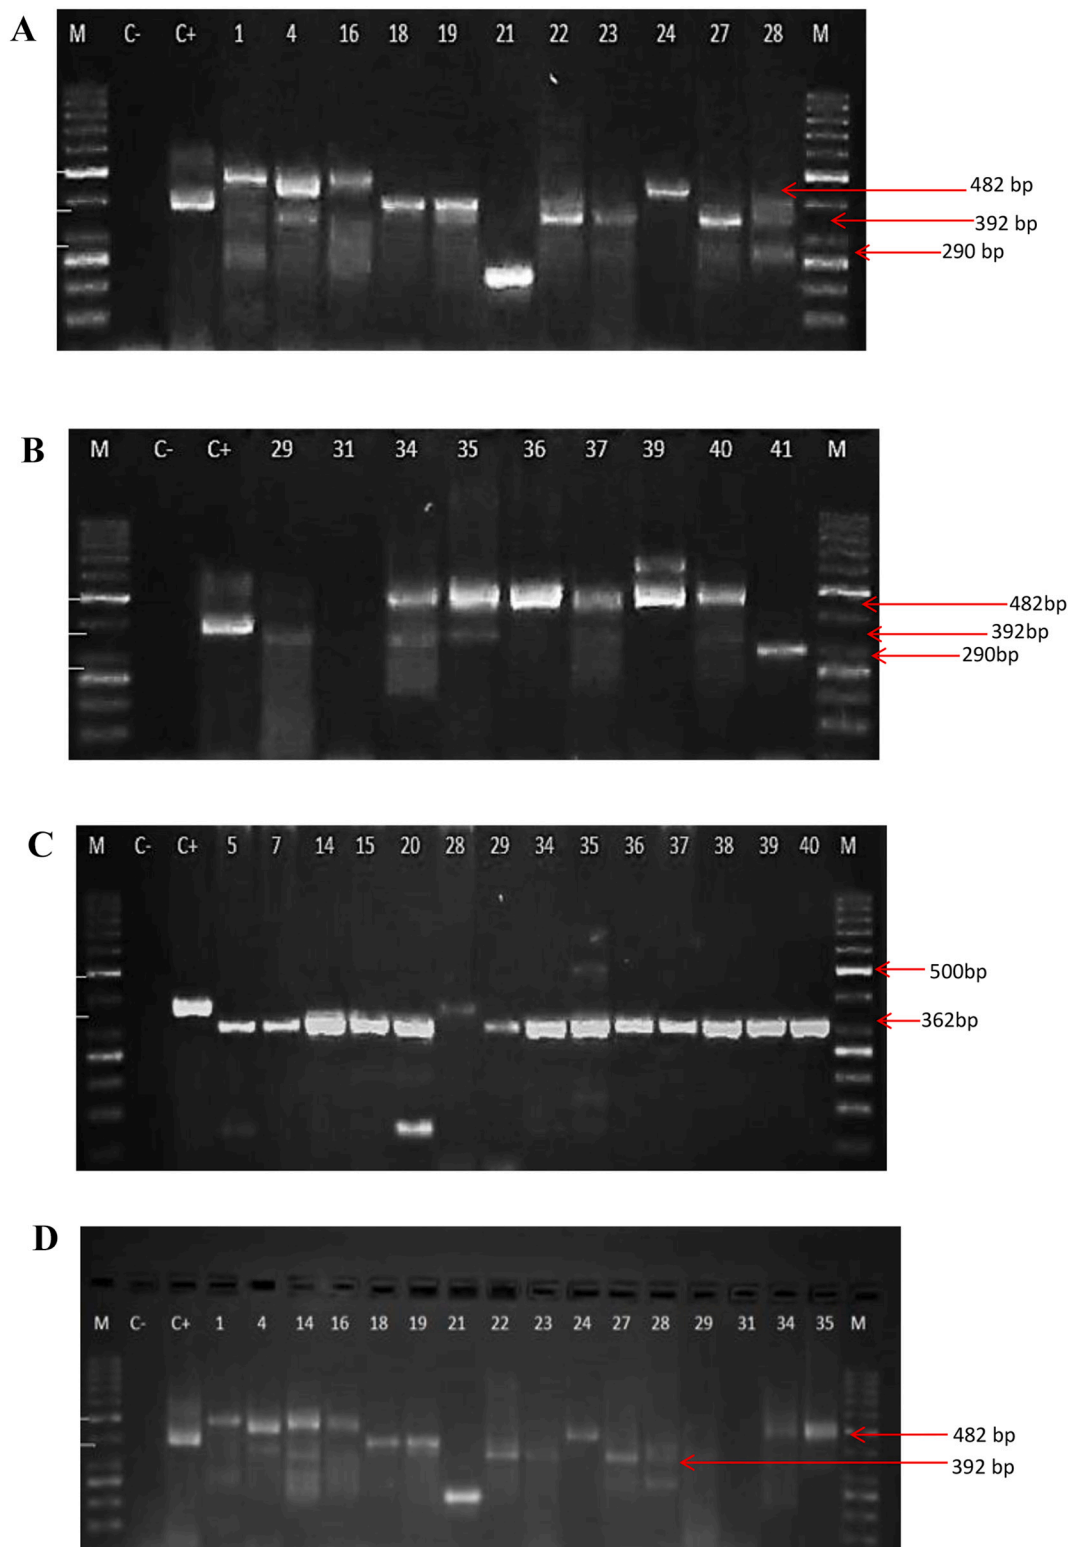 A
M C- C+ 1 4 16 18 19 21 22 23 24 27 28 M
482 bp
392 bp
290 bp
B
M C- C+ 29 31 34 35 36 37 39 40 41 M
482bp
392bp
290bp
C
M C- C+ 5 7 14 15 20 28 29 34 35 36 37 38 39 40 M
500bp
362bp
D
M C- C+ 1 4 14 16 18 19 21 22 23 24 27 28 29 31 34 35 M
482 bp
392 bp